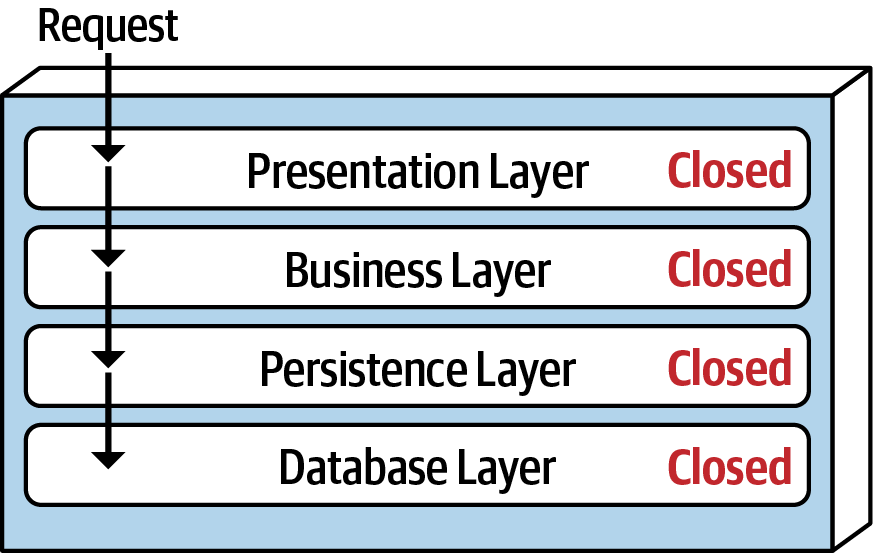 Request
Presentation Layer Closed
Business Layer Closed
Persistence Layer Closed
Database Layer Closed